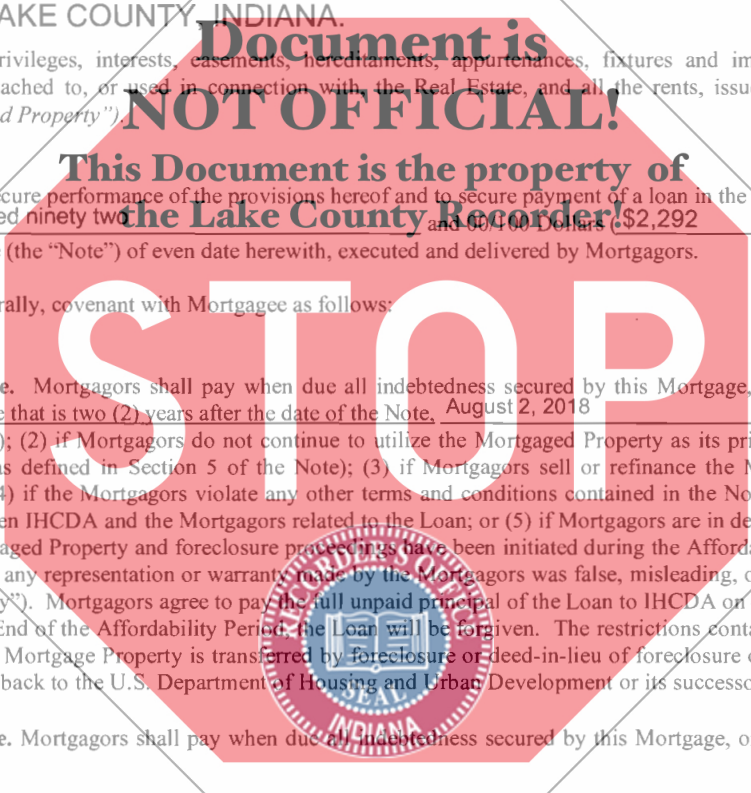 AKE COUNTY, INDIANA.
Document is
rivileges, interests, easements, hereditaments, appurtenances, fixtures and im
ached to, or used in connection with, the Real Estate, and all the rents, issu
d Property”).
NOT OFFICIAL!
This Document is the property of
cure performance of the provisions hereof and to secure payment of a loan in the
ed ninety two and 00/100 Dollars ($2,292
the Lake County Recorder!
(the “Note”) of even date herewith, executed and delivered by Mortgagors.
rally, covenant with Mortgagee as follows:
STOP
e. Mortgagors shall pay when due all indebtedness secured by this Mortgage,
e that is two (2) years after the date of the Note, August 2, 2018
); (2) if Mortgagors do not continue to utilize the Mortgaged Property as its pri
s defined in Section 5 of the Note); (3) if Mortgagors sell or refinance the M
4) if the Mortgagors violate any other terms and conditions contained in the No
en IHCDA and the Mortgagors related to the Loan; or (5) if Mortgagors are in de
aged Property and foreclosure proceedings have been initiated during the Afforda
any representation or warranty made by the Mortgagors was false, misleading, o
y”). Mortgagors agree to pay the full unpaid principal of the Loan to IHCDA on
End of the Affordability Period, the Loan will be forgiven. The restrictions conta
Mortgage Property is transferred by foreclosure or deed-in-lieu of foreclosure o
back to the U.S. Department of Housing and Urban Development or its successo
RECORDER'S OFFICE
SEAL
INDIANA
e. Mortgagors shall pay when due all indebtedness secured by this Mortgage, o